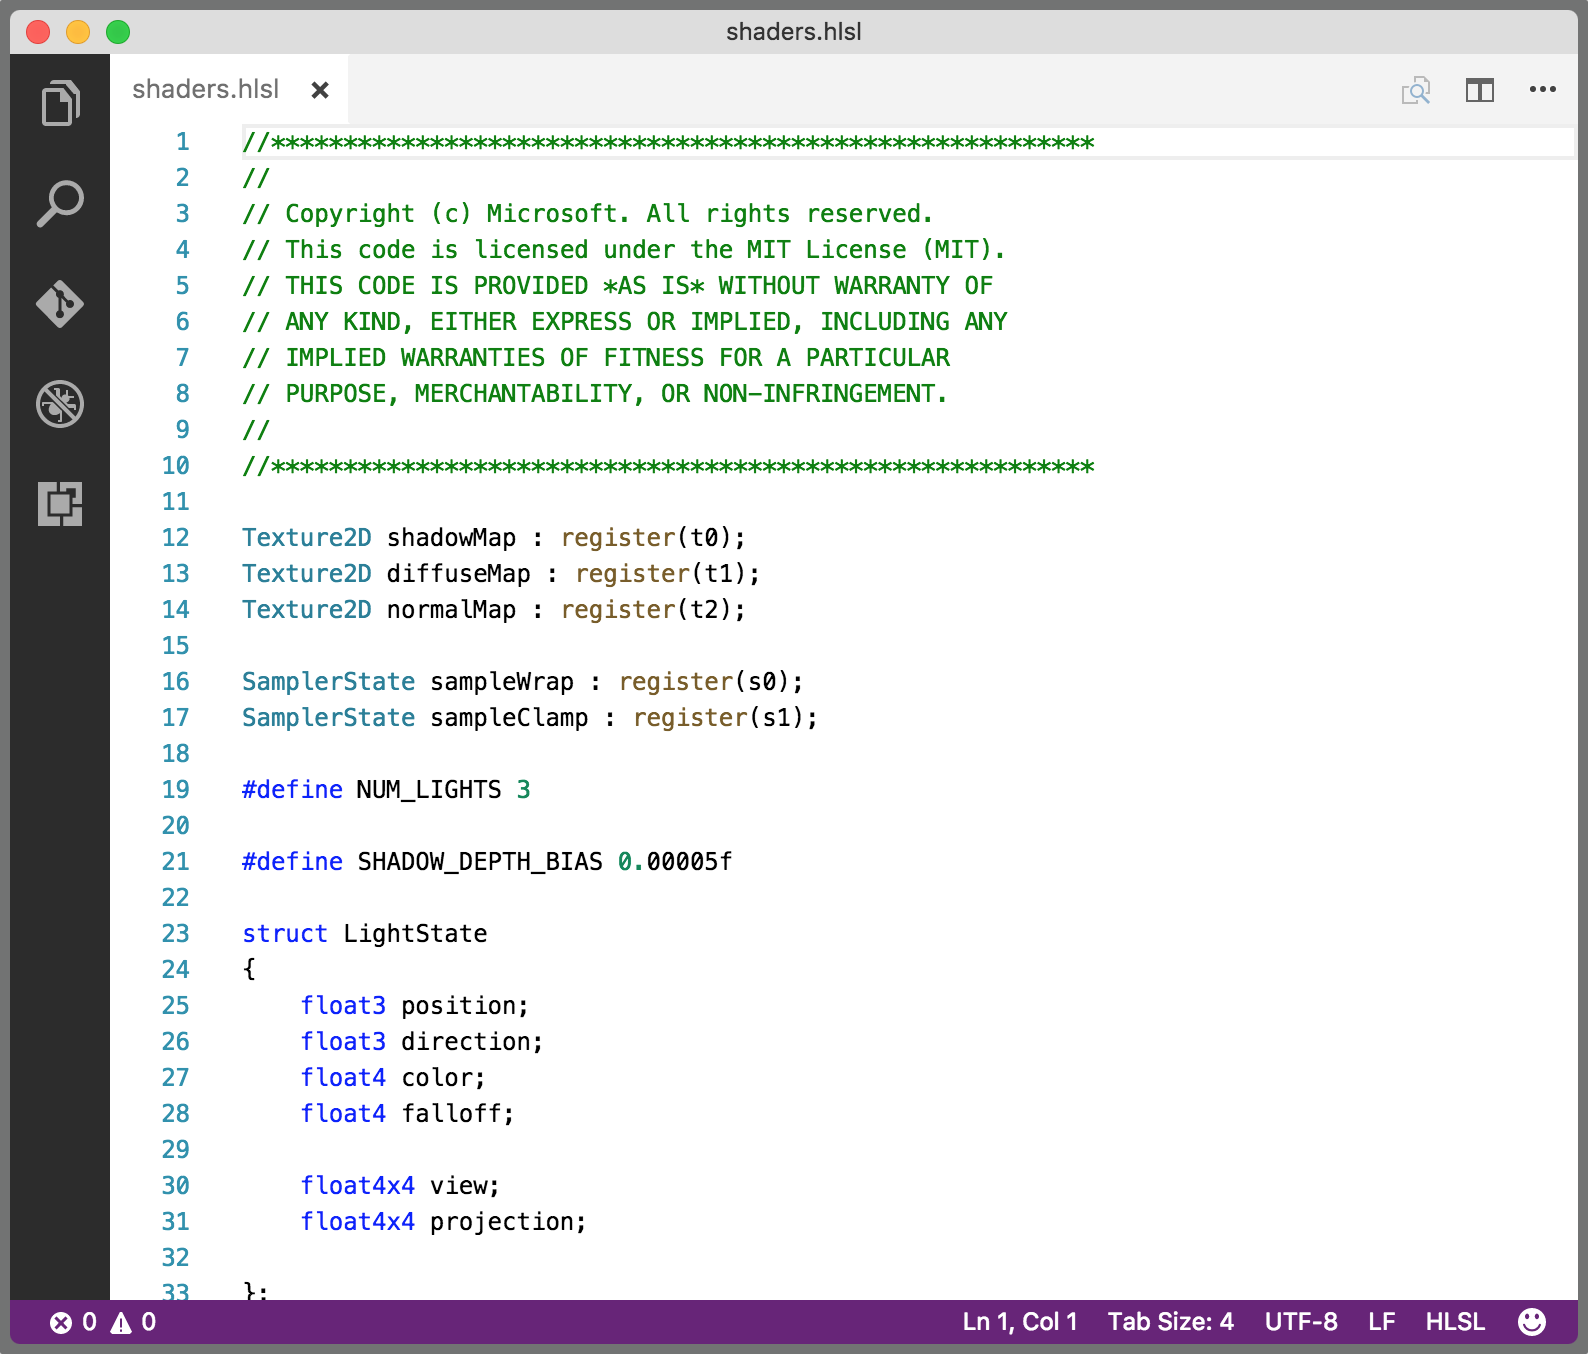 shaders.hlsl
shaders.hlsl
1 //*********************************************************
2 //
3 // Copyright (c) Microsoft. All rights reserved.
4 // This code is licensed under the MIT License (MIT).
5 // THIS CODE IS PROVIDED *AS IS* WITHOUT WARRANTY OF
6 // ANY KIND, EITHER EXPRESS OR IMPLIED, INCLUDING ANY
7 // IMPLIED WARRANTIES OF FITNESS FOR A PARTICULAR
8 // PURPOSE, MERCHANTABILITY, OR NON-INFRINGEMENT.
9 //
10 //*********************************************************
11
12 Texture2D shadowMap : register(t0);
13 Texture2D diffuseMap : register(t1);
14 Texture2D normalMap : register(t2);
15
16 SamplerState sampleWrap : register(s0);
17 SamplerState sampleClamp : register(s1);
18
19 #define NUM_LIGHTS 3
20
21 #define SHADOW_DEPTH_BIAS 0.00005f
22
23 struct LightState
24 {
25     float3 position;
26     float3 direction;
27     float4 color;
28     float4 falloff;
29
30     float4x4 view;
31     float4x4 projection;
32
33 };
0 0 Ln 1, Col 1 Tab Size: 4 UTF-8 LF HLSL